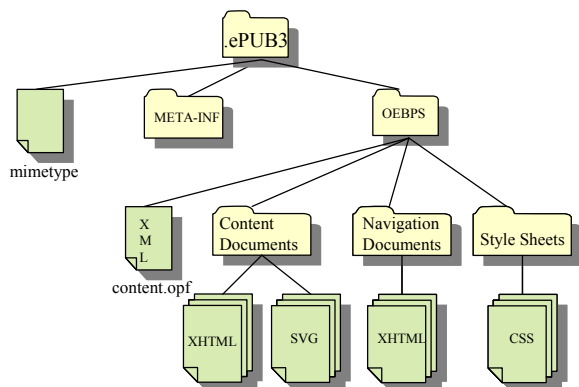 .ePUB3
mimetype
META-INF
OEBPS
X
M
L
content.opf
Content
Documents
Navigation
Documents
Style Sheets
XHTML
SVG
XHTML
CSS